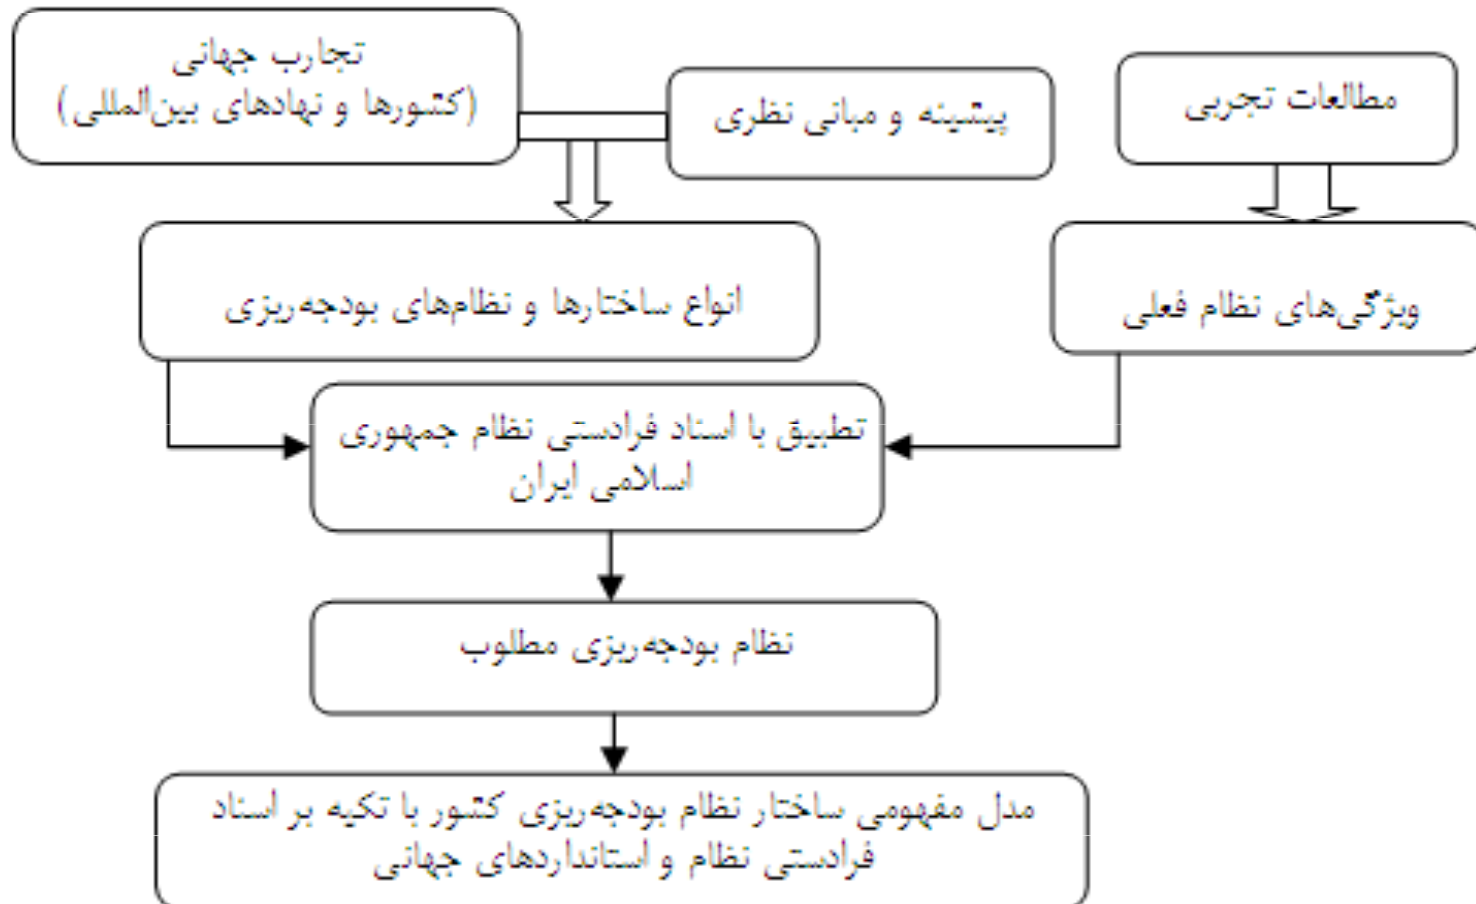 تجارب جهانی
(کشورها و نهادهای بین‌المللی)
پیشینه و مبانی نظری
مطالعات تجربی
انواع ساختارها و نظام‌های بودجه‌ریزی
ویژگی‌های نظام فعلی
تطبیق با اسناد فرادستی نظام جمهوری
اسلامی ایران
نظام بودجه‌ریزی مطلوب
مدل مفهومی ساختار نظام بودجه‌ریزی کشور با تکیه بر اسناد
فرادستی نظام و استانداردهای جهانی